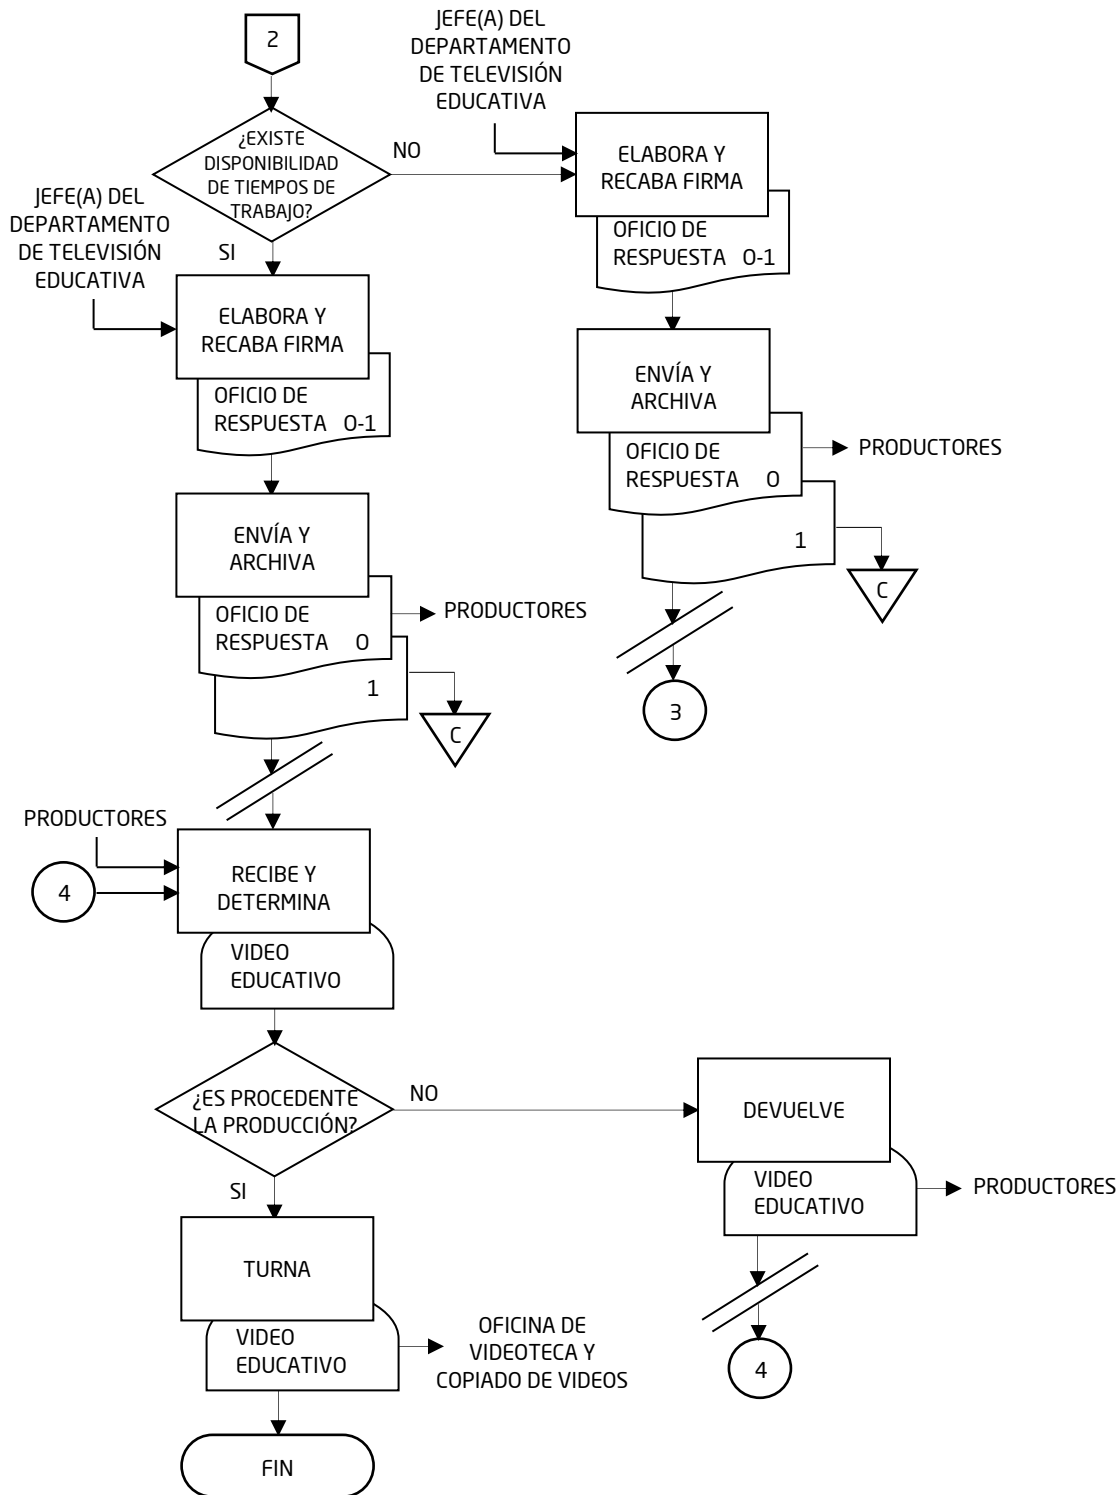 2
JEFE(A) DEL
DEPARTAMENTO
DE TELEVISIÓN
EDUCATIVA
¿EXISTE
DISPONIBILIDAD
DE TIEMPOS DE
TRABAJO?
NO
ELABORA Y
RECABA FIRMA
OFICIO DE
RESPUESTA 0-1
JEFE(A) DEL
DEPARTAMENTO
DE TELEVISIÓN
EDUCATIVA
SI
ELABORA Y
RECABA FIRMA
OFICIO DE
RESPUESTA 0-1
ENVÍA Y
ARCHIVA
OFICIO DE
RESPUESTA 0
PRODUCTORES
1
C
3
ENVÍA Y
ARCHIVA
OFICIO DE
RESPUESTA 0
PRODUCTORES
1
C
PRODUCTORES
4
RECIBE Y
DETERMINA
VIDEO
EDUCATIVO
¿ES PROCEDENTE
LA PRODUCCIÓN?
NO
DEVUELVE
VIDEO
EDUCATIVO
PRODUCTORES
4
SI
TURNA
VIDEO
EDUCATIVO
OFICINA DE
VIDEOTECA Y
COPIADO DE VIDEOS
FIN